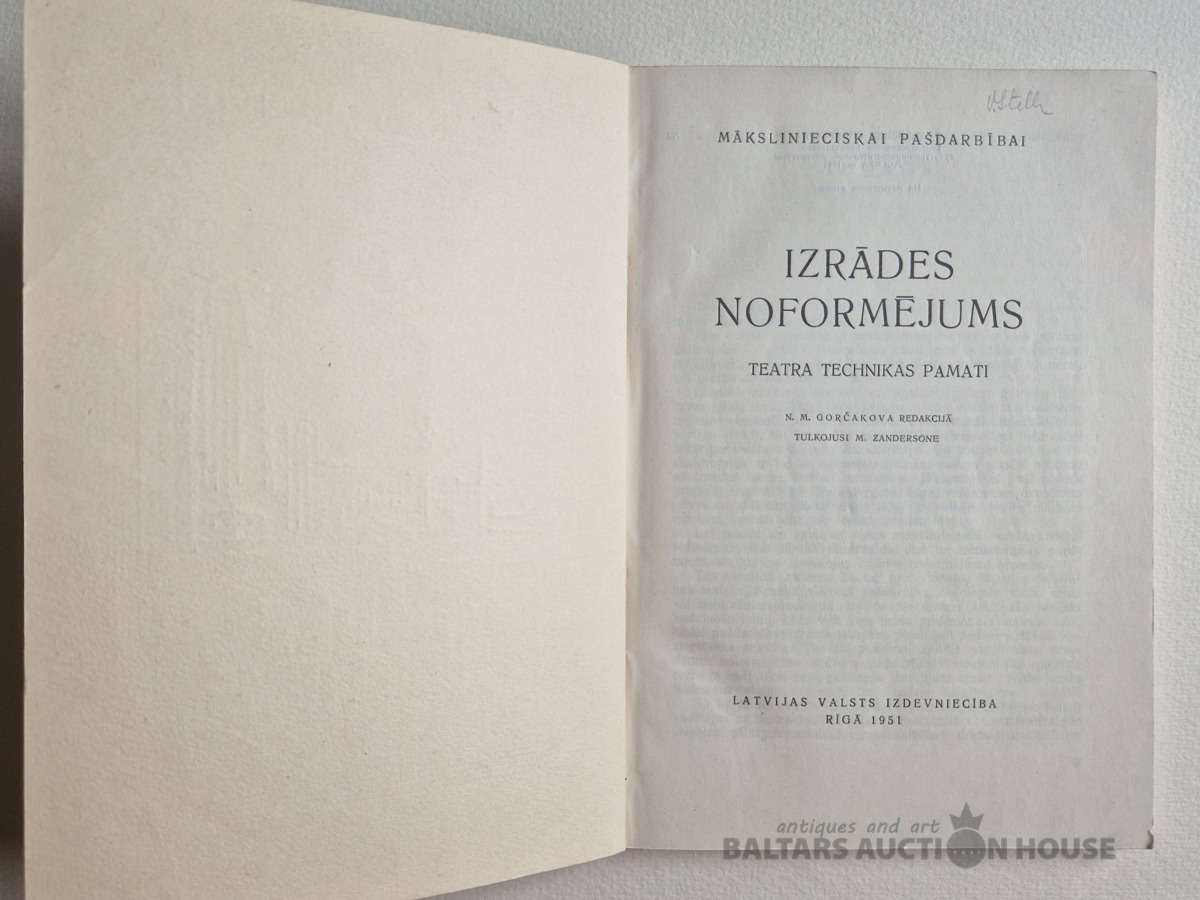 MĀKSLINIECISKAI PAŠDARBĪBAI
IZRĀDES
NOFORMĒJUMS
TEATRA TECHNIKAS PAMATI
N. M. GORČAKOVA REDAKCIJĀ
TULKOJUSI M. ZANDERSONE
LATVIJAS VALSTS IZDEVNIECĪBA
RĪGĀ 1951
antiques and art
BALTARS AUCTION HOUSE